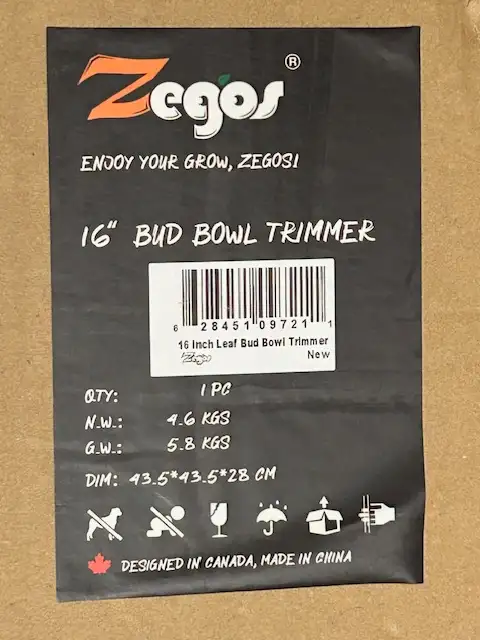 Zegos®
ENJOY YOUR GROW, ZEGOS!
16" BUD BOWL TRIMMER
6 28451 09721 1
16 Inch Leaf Bud Bowl Trimmer
Zegos New
QTY: 1 PC
N.W.: 4.6 KGS
G.W.: 5.8 KGS
DIM: 43.5*43.5*28 CM
DESIGNED IN CANADA, MADE IN CHINA